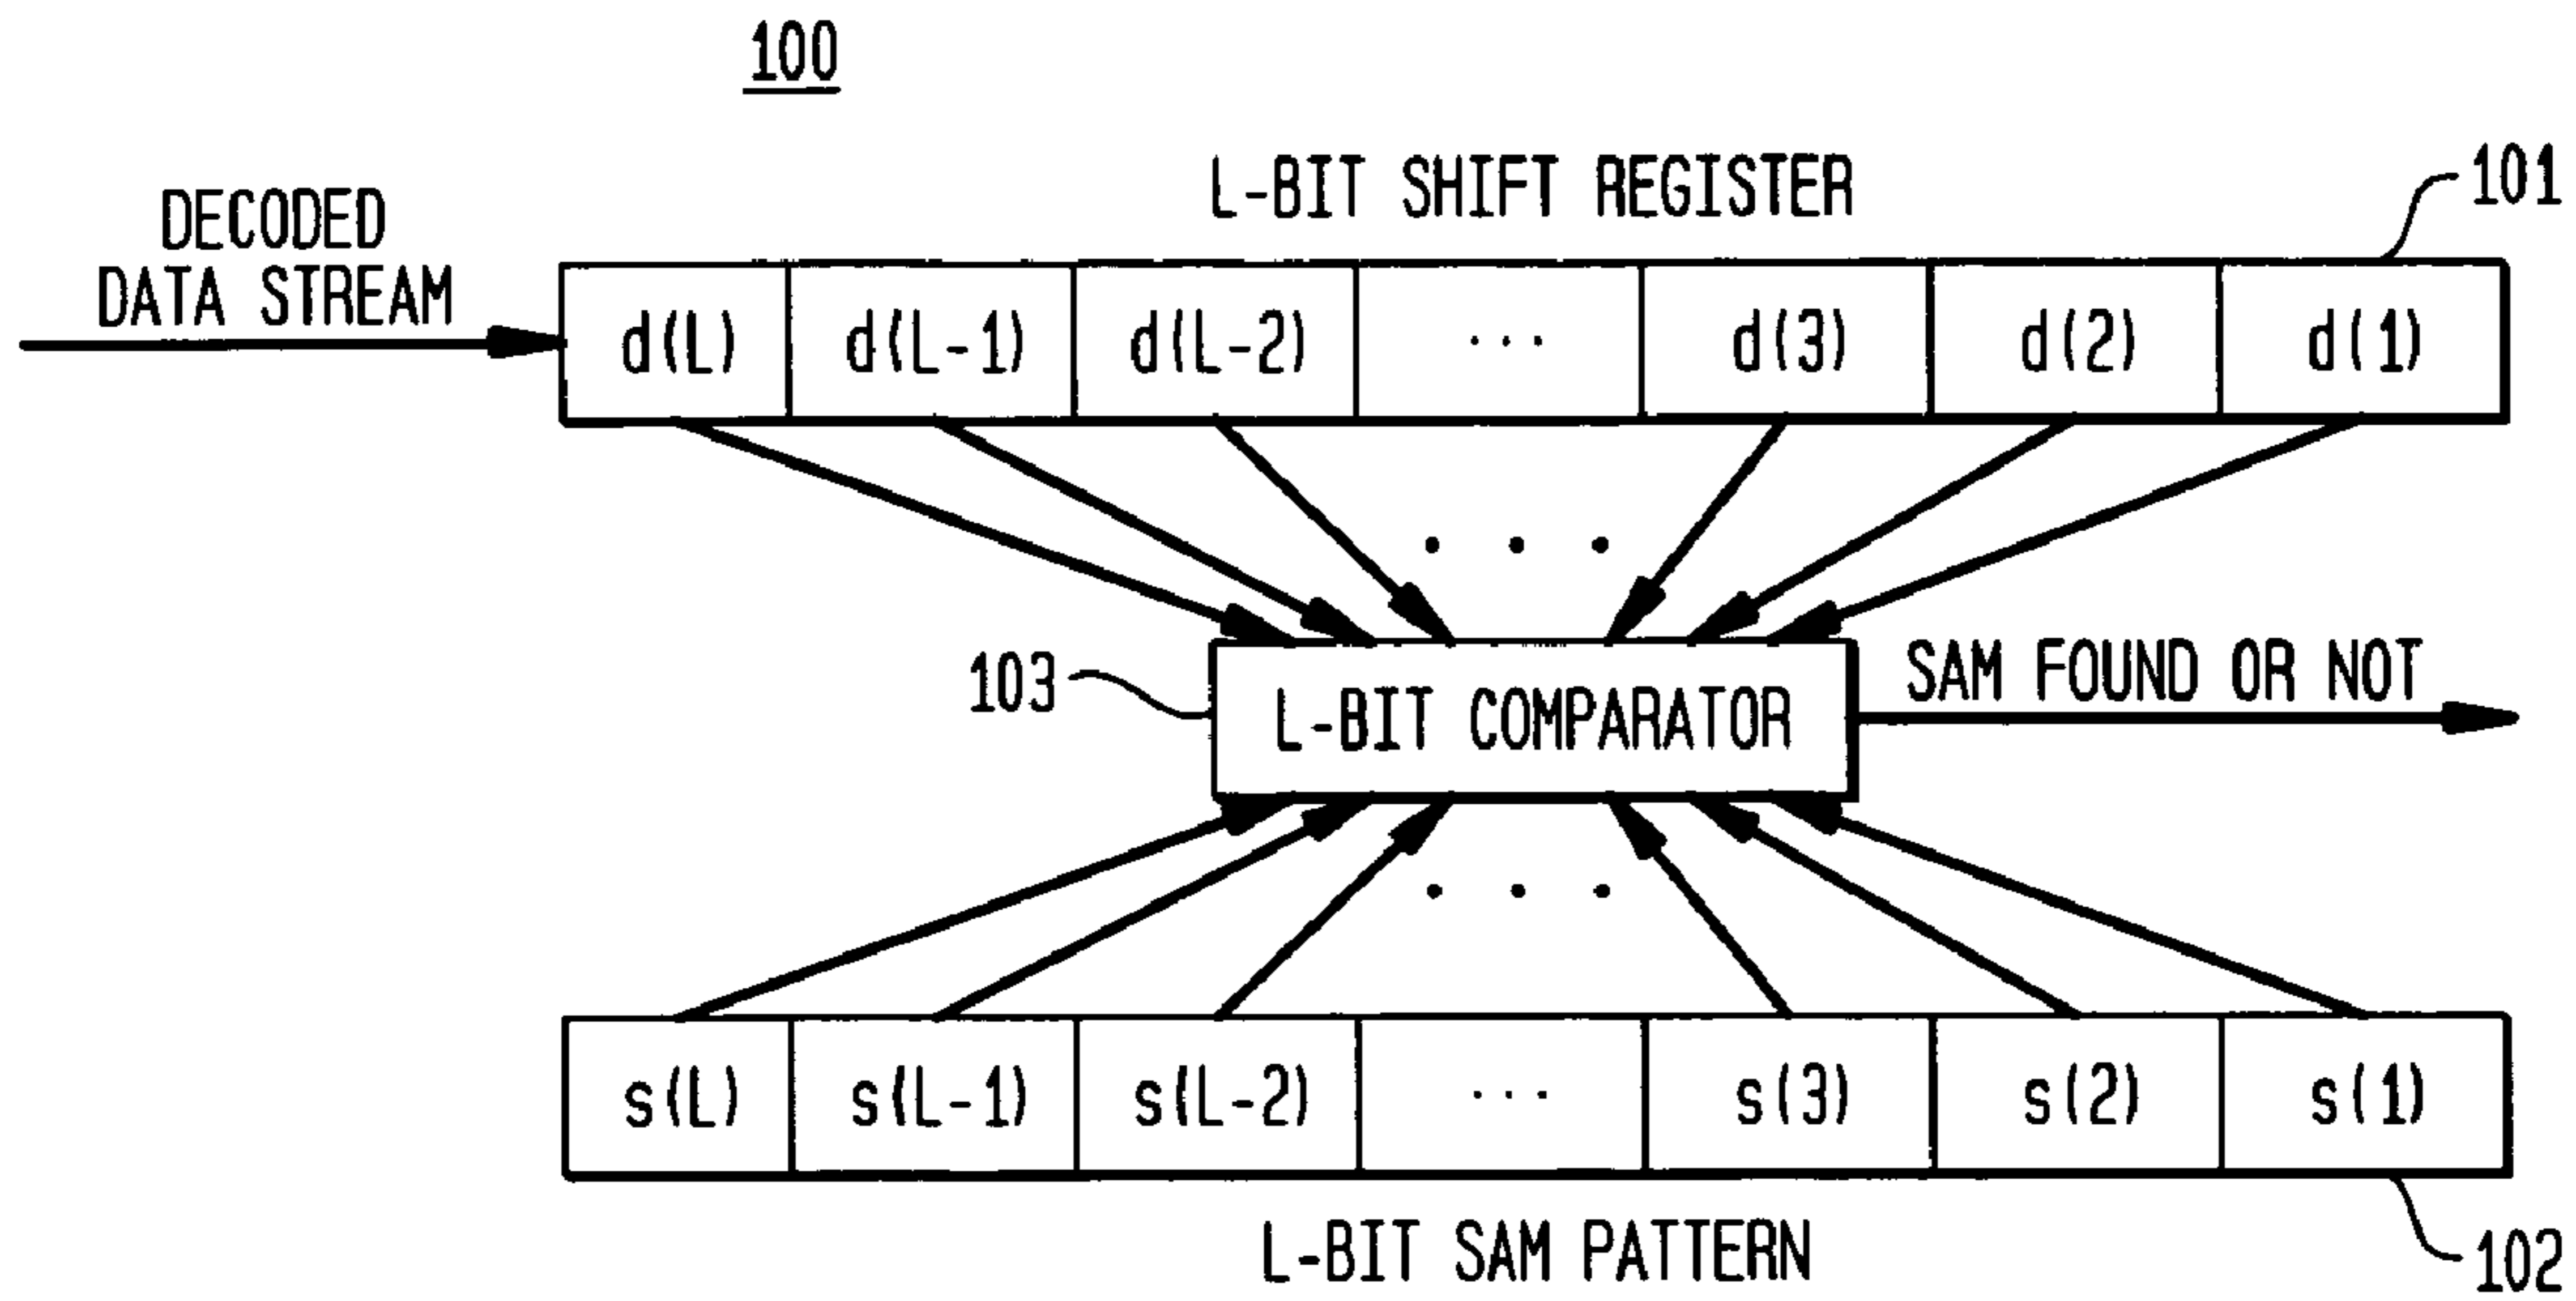 100
L-BIT SHIFT REGISTER
101
DECODED
DATA STREAM
d(L) d(L-1) d(L-2) ... d(3) d(2) d(1)
. . .
103
L-BIT COMPARATOR
SAM FOUND OR NOT
. . .
s(L) s(L-1) s(L-2) ... s(3) s(2) s(1)
L-BIT SAM PATTERN
102